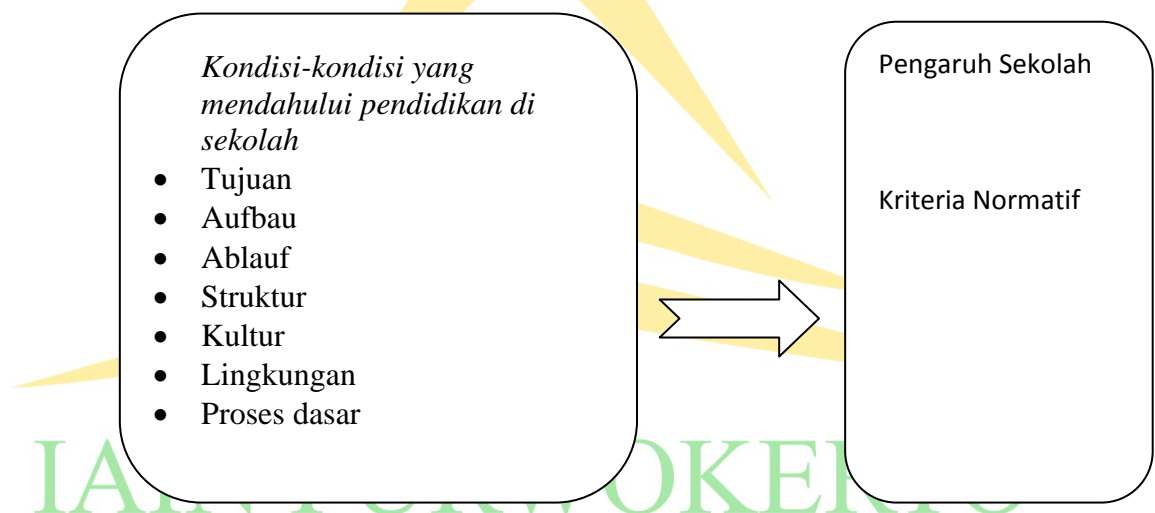 Kondisi-kondisi yang
mendahului pendidikan di
sekolah
• Tujuan
• Aufbau
• Ablauf
• Struktur
• Kultur
• Lingkungan
• Proses dasar
Pengaruh Sekolah
Kriteria Normatif
IAIN PURWOKERTO